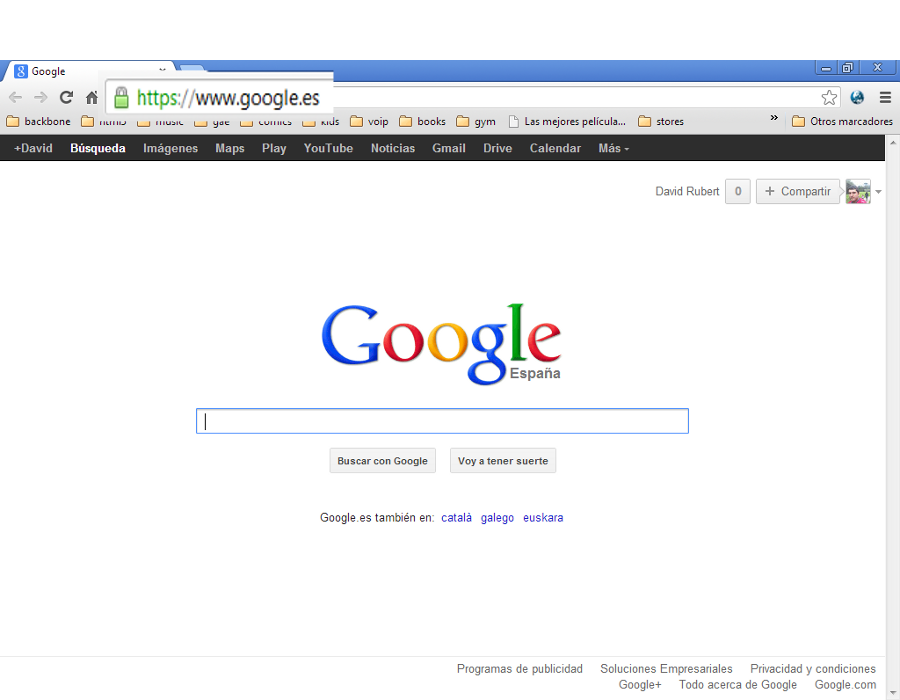 Google
https://www.google.es
backbone html5 music gae comics kids voip books gym Las mejores película... stores » Otros marcadores
+David Búsqueda Imágenes Maps Play YouTube Noticias Gmail Drive Calendar Más
David Rubert 0 + Compartir
Google
España
Buscar con Google Voy a tener suerte
Google.es también en: català galego euskara
Programas de publicidad Soluciones Empresariales Privacidad y condiciones
Google+ Todo acerca de Google Google.com